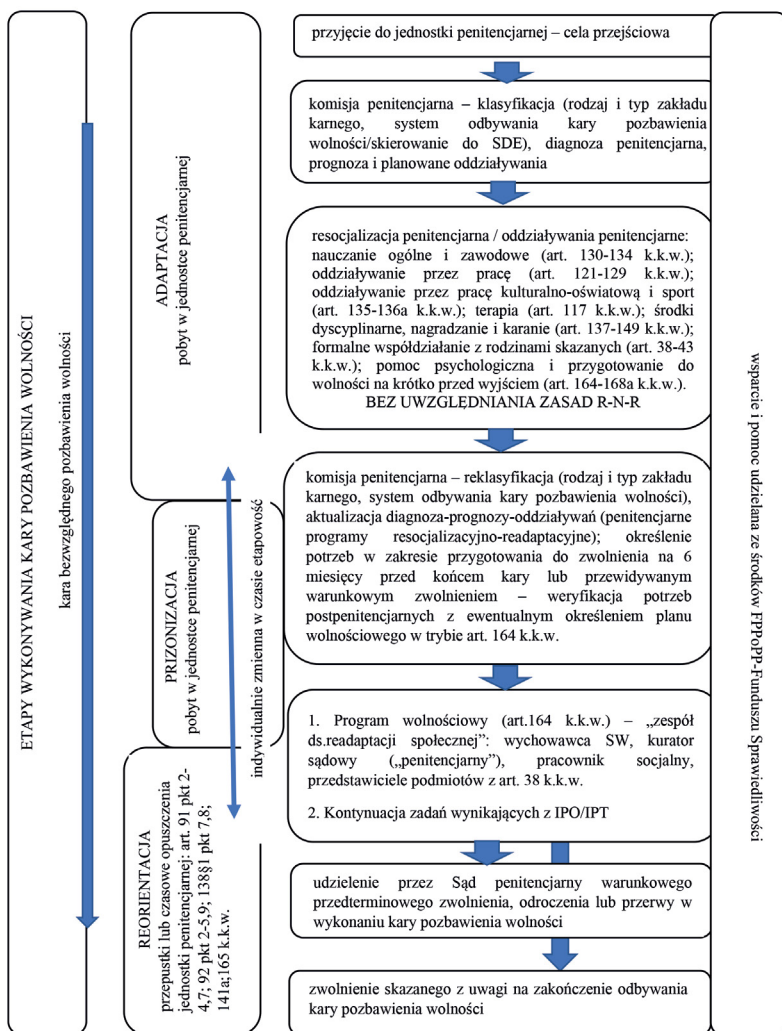 ETAPY WYKONYWANIA KARY POZBAWIENIA WOLNOŚCI
kara bezwzględnego pozbawienia wolności
ADAPTACJA
pobyt w jednostce penitencjarnej
PRIZONIZACJA
pobyt w jednostce penitencjarnej
REORIENTACJA
przepustki lub czasowe opuszczenia
jednostki penitencjarnej: art. 91 pkt 2-
4,7; 92 pkt 2-5,9; 138§1 pkt 7,8;
141a;165 k.k.w.
indywidualnie zmienna w czasie etapowość
przyjęcie do jednostki penitencjarnej – cela przejściowa
komisja penitencjarna – klasyfikacja (rodzaj i typ zakładu
karnego, system odbywania kary pozbawienia
wolności/skierowanie do SDE), diagnoza penitencjarna,
prognoza i planowane oddziaływania
resocjalizacja penitencjarna / oddziaływania penitencjarne:
nauczanie ogólne i zawodowe (art. 130-134 k.k.w.);
oddziaływanie przez pracę (art. 121-129 k.k.w.);
oddziaływanie przez pracę kulturalno-oświatową i sport
(art. 135-136a k.k.w.); terapia (art. 117 k.k.w.); środki
dyscyplinarne, nagradzanie i karanie (art. 137-149 k.k.w.);
formalne współdziałanie z rodzinami skazanych (art. 38-43
k.k.w.); pomoc psychologiczna i przygotowanie do
wolności na krótko przed wyjściem (art. 164-168a k.k.w.).
BEZ UWZGLĘDNIANIA ZASAD R-N-R
komisja penitencjarna – reklasyfikacja (rodzaj i typ zakładu
karnego, system odbywania kary pozbawienia wolności),
aktualizacja diagnoza-prognozy-oddziaływań (penitencjarne
programy resocjalizacyjno-readaptacyjne); określenie
potrzeb w zakresie przygotowania do zwolnienia na 6
miesięcy przed końcem kary lub przewidywanym
warunkowym zwolnieniem – weryfikacja potrzeb
postpenitencjarnych z ewentualnym określeniem planu
wolnościowego w trybie art. 164 k.k.w.
1. Program wolnościowy (art.164 k.k.w.) – „zespół
ds.readaptacji społecznej”: wychowawca SW, kurator
sądowy („penitencjarny”), pracownik socjalny,
przedstawiciele podmiotów z art. 38 k.k.w.
2. Kontynuacja zadań wynikających z IPO/IPT
udzielenie przez Sąd penitencjarny warunkowego
przedterminowego zwolnienia, odroczenia lub przerwy w
wykonaniu kary pozbawienia wolności
zwolnienie skazanego z uwagi na zakończenie odbywania
kary pozbawienia wolności
wsparcie i pomoc udzielana ze środków FPPoPP-Funduszu Sprawiedliwości